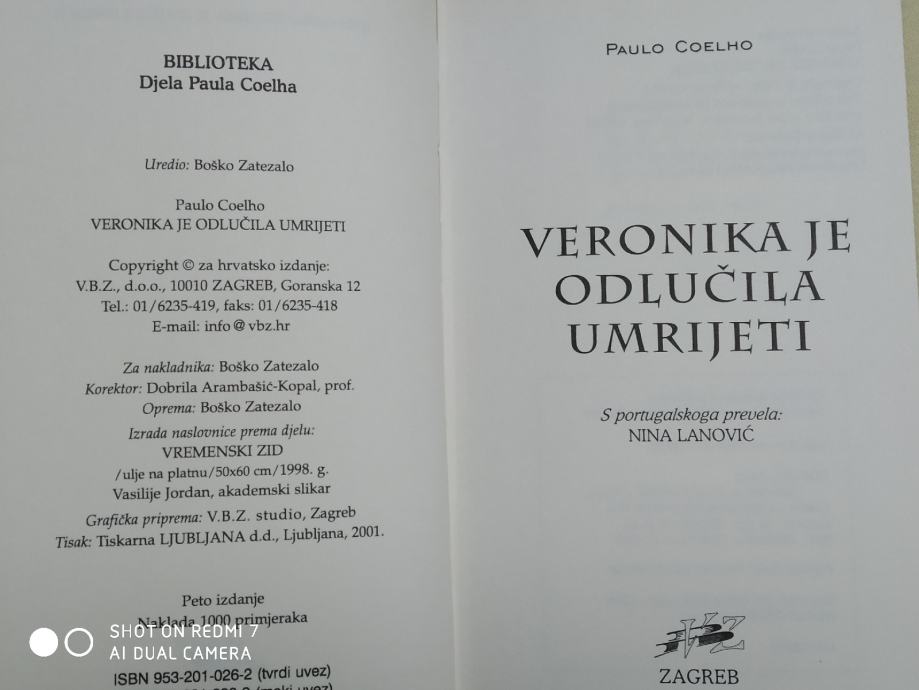 BIBLIOTEKA
Djela Paula Coelha
Uredio: Boško Zatezalo
Paulo Coelho
VERONIKA JE ODLUČILA UMRIJETI
Copyright © za hrvatsko izdanje:
V.B.Z., d.o.o., 10010 ZAGREB, Goranska 12
Tel.: 01/6235-419, faks: 01/6235-418
E-mail: info@vbz.hr
Za nakladnika: Boško Zatezalo
Korektor: Dobrila Arambašić-Kopal, prof.
Oprema: Boško Zatezalo
Izrada naslovnice prema djelu:
VREMENSKI ZID
/ulje na platnu/50x60 cm/1998. g.
Vasilije Jordan, akademski slikar
Grafička priprema: V.B.Z. studio, Zagreb
Tisak: Tiskarna LJUBLJANA d.d., Ljubljana, 2001.
Peto izdanje
Naklada 1000 primjeraka
ISBN 953-201-026-2 (tvrdi uvez)
(meki uvez)
SHOT ON REDMI 7
AI DUAL CAMERA
PAULO COELHO
VERONIKA JE
ODLUČILA
UMRIJETI
S portugalskoga prevela:
NINA LANOVIĆ
VBZ
ZAGREB